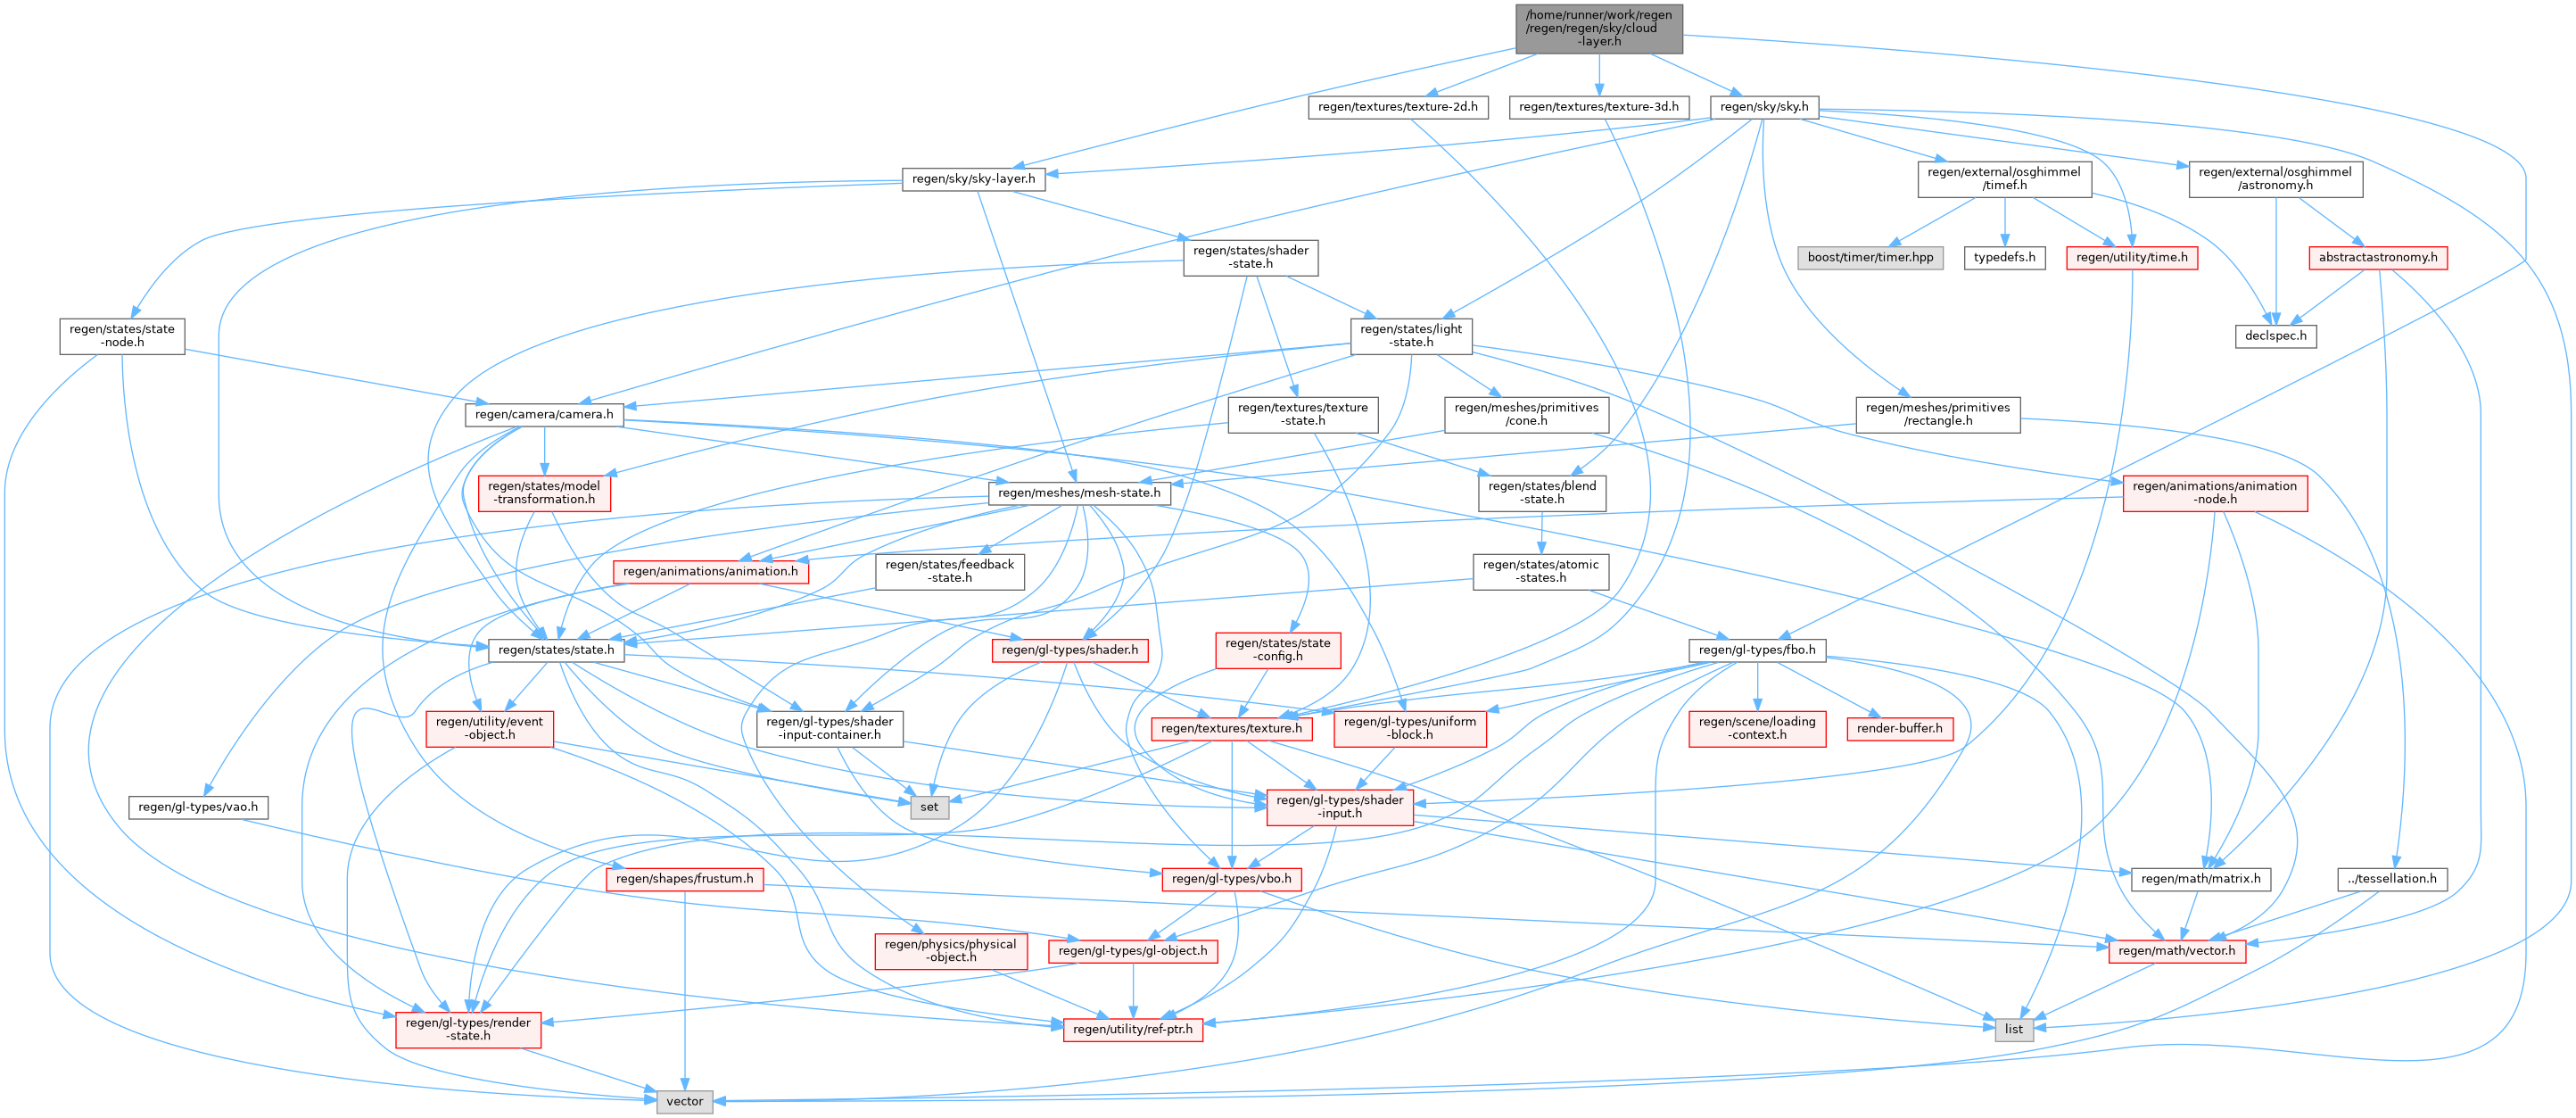 /home/runner/work/regen
/regen/regen/sky/cloud
-layer.h
regen/textures/texture-2d.h
regen/textures/texture-3d.h
regen/sky/sky.h
regen/sky/sky-layer.h
regen/external/osghimmel
/timef.h
regen/external/osghimmel
/astronomy.h
regen/states/shader
-state.h
boost/timer/timer.hpp
typedefs.h
regen/utility/time.h
abstractastronomy.h
regen/states/state
-node.h
regen/states/light
-state.h
declspec.h
regen/camera/camera.h
regen/textures/texture
-state.h
regen/meshes/primitives
/cone.h
regen/meshes/primitives
/rectangle.h
regen/states/model
-transformation.h
regen/meshes/mesh-state.h
regen/states/blend
-state.h
regen/animations/animation
-node.h
regen/animations/animation.h
regen/states/feedback
-state.h
regen/states/atomic
-states.h
regen/states/state.h
regen/gl-types/shader.h
regen/states/state
-config.h
regen/gl-types/fbo.h
regen/utility/event
-object.h
regen/gl-types/shader
-input-container.h
regen/textures/texture.h
regen/gl-types/uniform
-block.h
regen/scene/loading
-context.h
render-buffer.h
regen/gl-types/vao.h
set
regen/gl-types/shader
-input.h
regen/shapes/frustum.h
regen/gl-types/vbo.h
regen/math/matrix.h
../tessellation.h
regen/physics/physical
-object.h
regen/gl-types/gl-object.h
regen/math/vector.h
regen/gl-types/render
-state.h
regen/utility/ref-ptr.h
list
vector